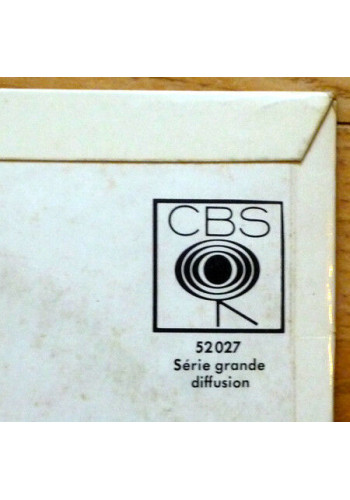 CBS
52027
Série grande
diffusion